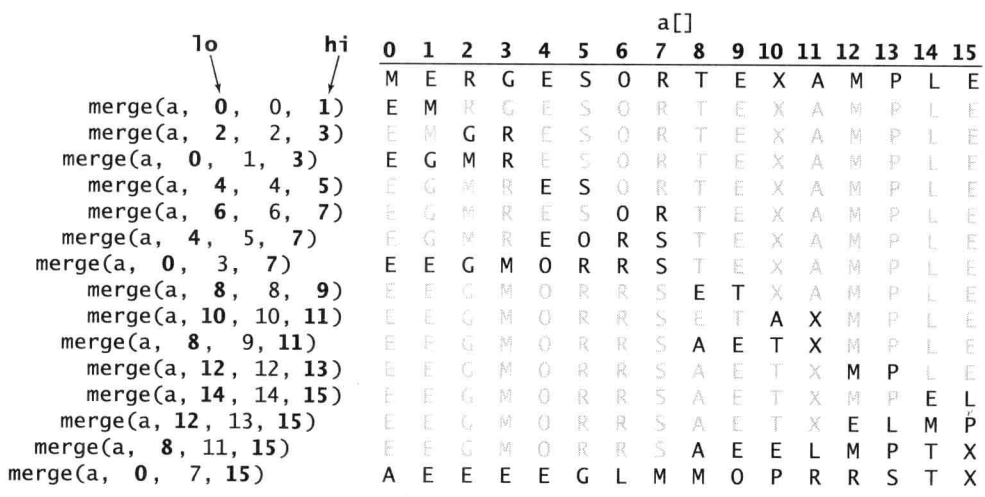 a[]
lo hi 0 1 2 3 4 5 6 7 8 9 10 11 12 13 14 15
M E R G E S O R T E X A M P L E
merge(a, 0, 0, 1) E M R G E S O R T E X A M P L E
merge(a, 2, 2, 3) E M G R E S O R T E X A M P L E
merge(a, 0, 1, 3) E G M R E S O R T E X A M P L E
merge(a, 4, 4, 5) E G M R E S O R T E X A M P L E
merge(a, 6, 6, 7) E G M R E S O R T E X A M P L E
merge(a, 4, 5, 7) E G M R E O R S T E X A M P L E
merge(a, 0, 3, 7) E E G M O R R S T E X A M P L E
merge(a, 8, 8, 9) E E G M O R R S E T X A M P L E
merge(a, 10, 10, 11) E E G M O R R S E T A X M P L E
merge(a, 8, 9, 11) E E G M O R R S A E T X M P L E
merge(a, 12, 12, 13) E E G M O R R S A E T X M P L E
merge(a, 14, 14, 15) E E G M O R R S A E T X M P E L
merge(a, 12, 13, 15) E E G M O R R S A E T X E L M P
merge(a, 8, 11, 15) E E G M O R R S A E E L M P T X
merge(a, 0, 7, 15) A E E E E G L M M O P R R S T X